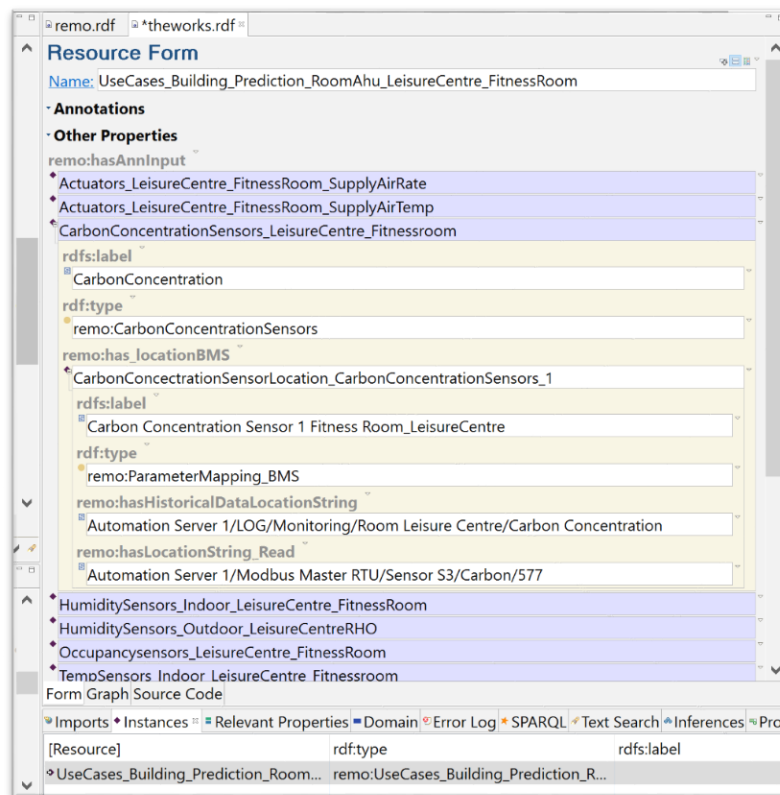 remo.rdf *theworks.rdf
Resource Form
Name: UseCases_Building_Prediction_RoomAhu_LeisureCentre_FitnessRoom
Annotations
Other Properties
remo:hasAnnInput
Actuators_LeisureCentre_FitnessRoom_SupplyAirRate
Actuators_LeisureCentre_FitnessRoom_SupplyAirTemp
CarbonConcentrationSensors_LeisureCentre_Fitnessroom
rdfs:label
CarbonConcentration
rdf:type
remo:CarbonConcentrationSensors
remo:has_locationBMS
CarbonConcectrationSensorLocation_CarbonConcentrationSensors_1
rdfs:label
Carbon Concentration Sensor 1 Fitness Room_LeisureCentre
rdf:type
remo:ParameterMapping_BMS
remo:hasHistoricalDataLocationString
Automation Server 1/LOG/Monitoring/Room Leisure Centre/Carbon Concentration
remo:hasLocationString_Read
Automation Server 1/Modbus Master RTU/Sensor S3/Carbon/577
HumiditySensors_Indoor_LeisureCentre_FitnessRoom
HumiditySensors_Outdoor_LeisureCentreRHO
Occupancysensors_LeisureCentre_FitnessRoom
TempSensors_Indoor_LeisureCentre_Fitnessroom
Form Graph Source Code
Imports Instances Relevant Properties Domain Error Log SPARQL Text Search Inferences Pro
[Resource] rdf:type rdfs:label
UseCases_Building_Prediction_Room... remo:UseCases_Building_Prediction_R...